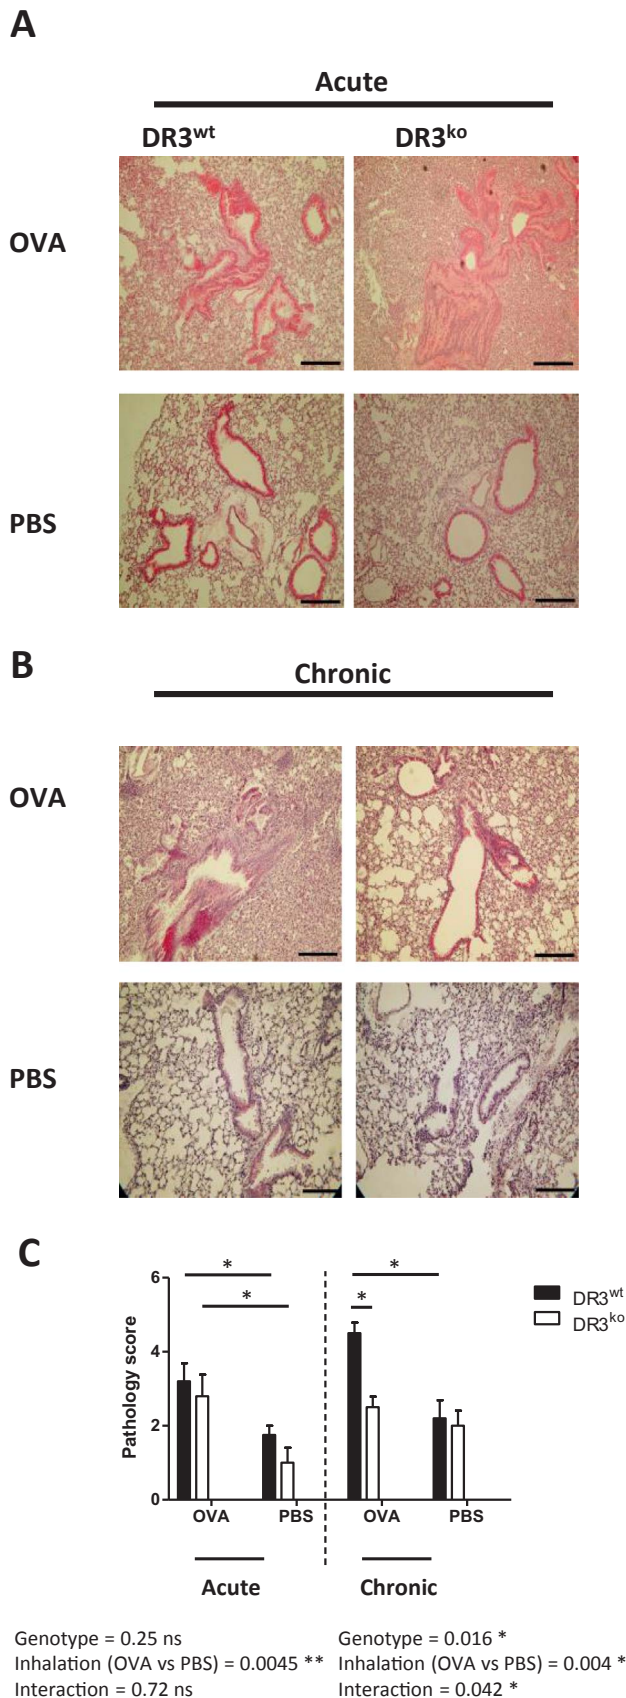 A
Acute
DR3wt DR3ko
OVA
PBS
B
Chronic
OVA
PBS
C
* *
6
* *
DR3wt
DR3ko
4
Pathology score
2
0
OVA PBS OVA PBS
Acute Chronic
Genotype = 0.25 ns Genotype = 0.016 *
Inhalation (OVA vs PBS) = 0.0045 ** Inhalation (OVA vs PBS) = 0.004 *
Interaction = 0.72 ns Interaction = 0.042 *